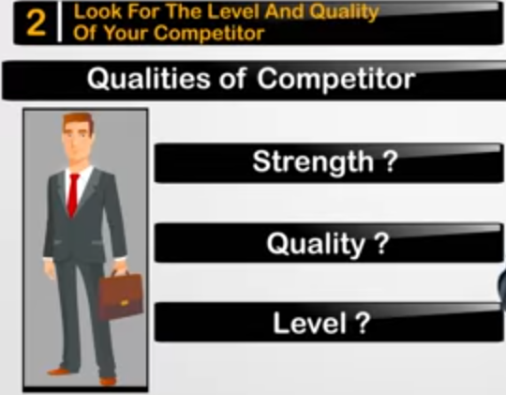 2
Look For The Level And Quality
Of Your Competitor
Qualities of Competitor
Strength ?
Quality ?
Level ?